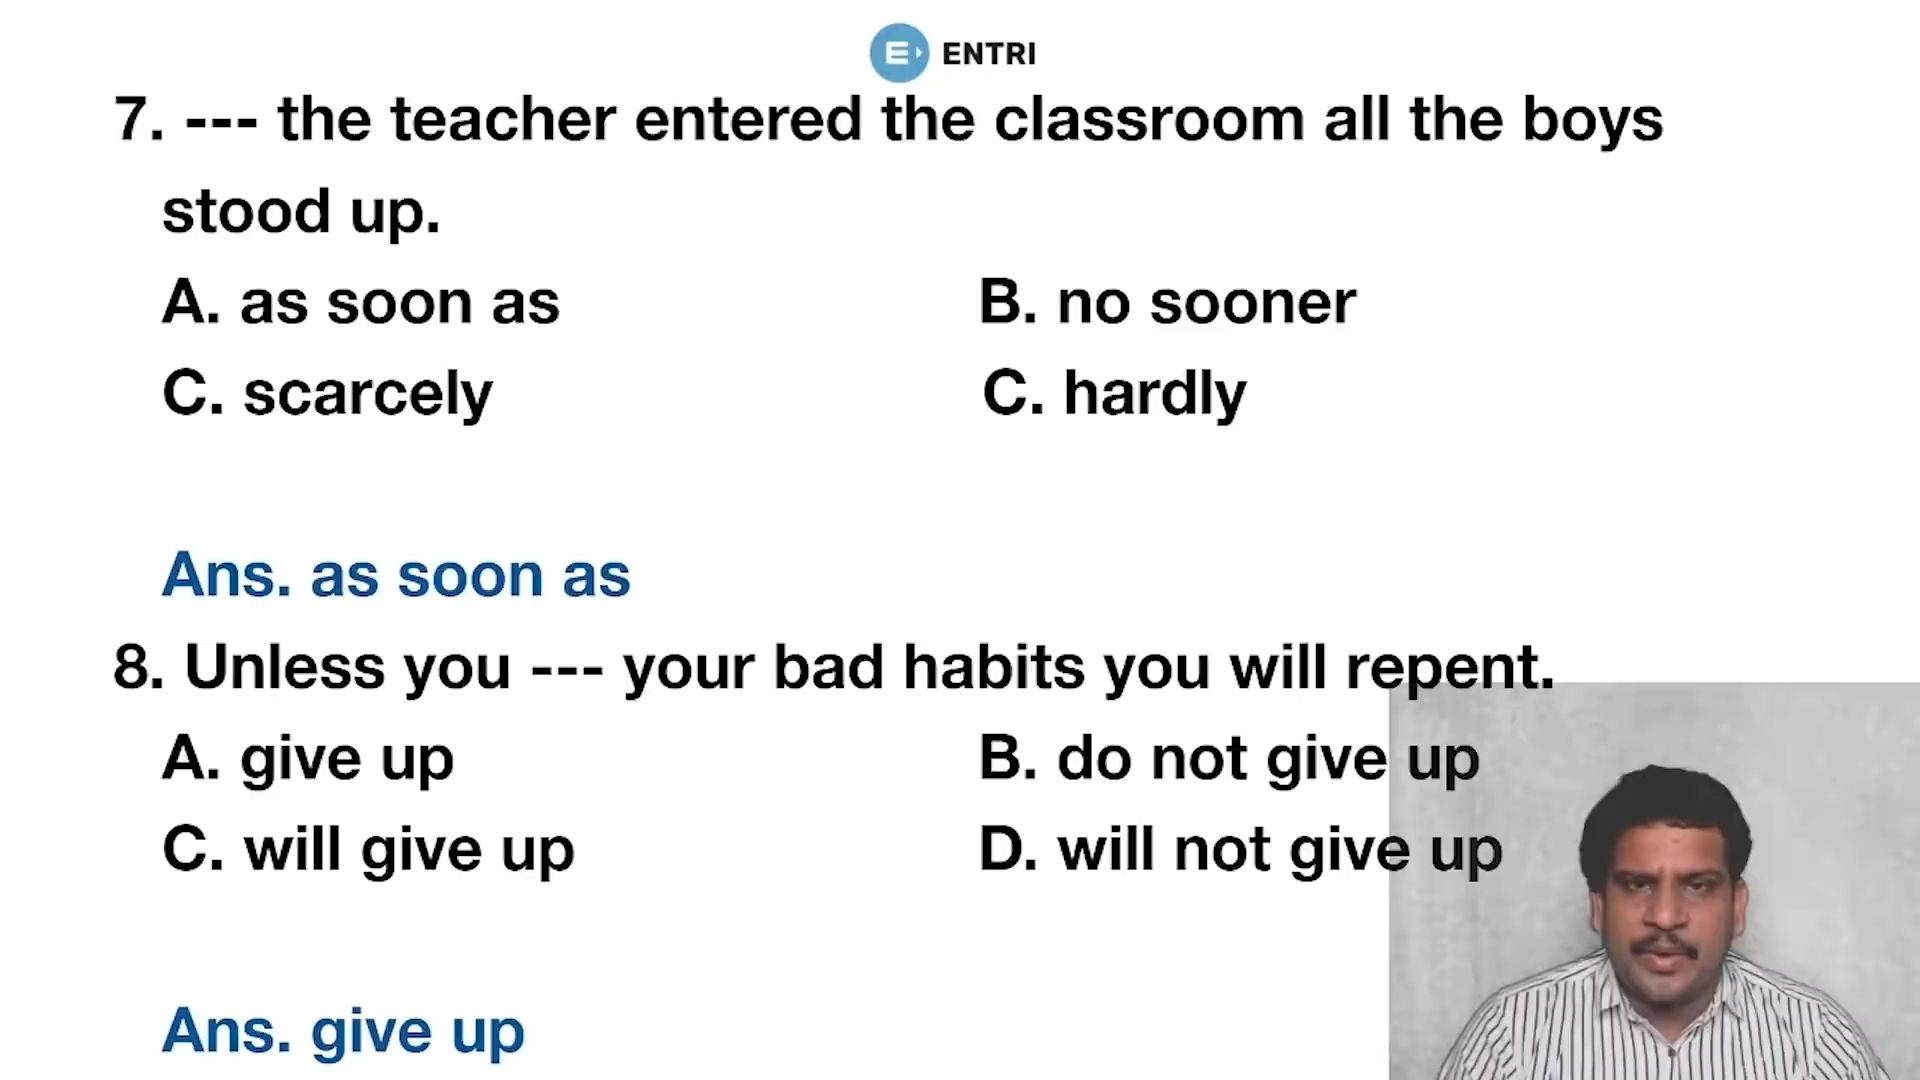 ENTRI
7. --- the teacher entered the classroom all the boys
stood up.
A. as soon as B. no sooner
C. scarcely C. hardly
Ans. as soon as
8. Unless you --- your bad habits you will repent.
A. give up B. do not give up
C. will give up D. will not give up
Ans. give up